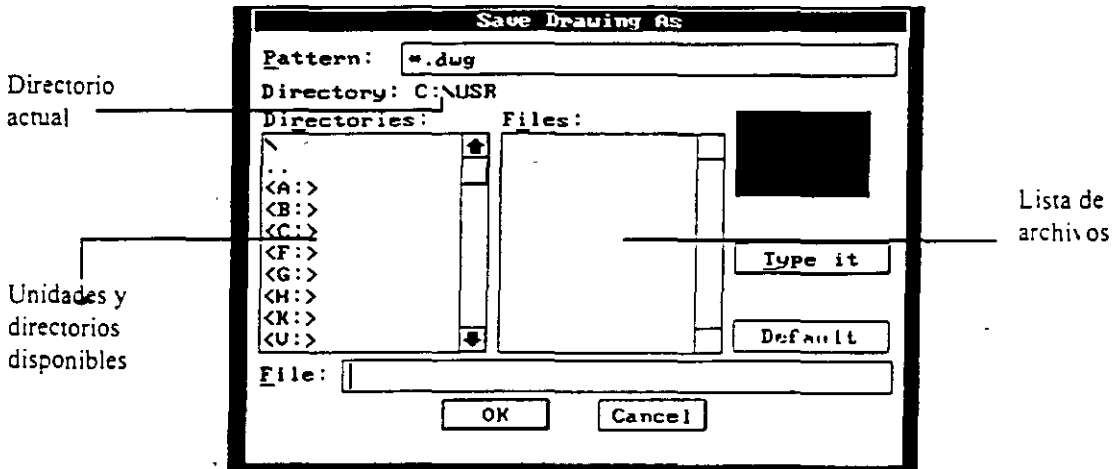 Save Drawing As
Pattern: *.dwg
Directorio
actual
Directory: C:\USR
Directories: Files:
\
..
<A:>
<B:>
<C:>
<F:>
<G:>
<H:>
<K:>
<V:>
Lista de
archivos
Type it
Unidades y
directorios
disponibles
Default
File:
OK Cancel